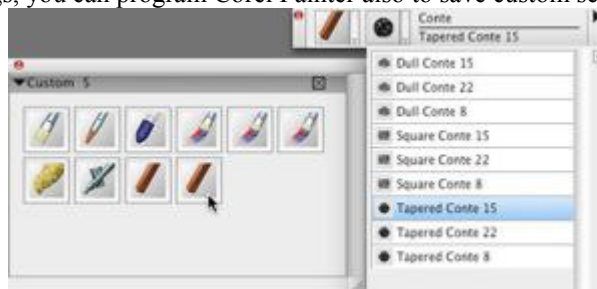 gs, you can program Corel Painter also to save custom se
Conte
Tapered Conte 15
Custom 5
Dull Conte 15
Dull Conte 22
Dull Conte 8
Square Conte 15
Square Conte 22
Square Conte 8
Tapered Conte 15
Tapered Conte 22
Tapered Conte 8